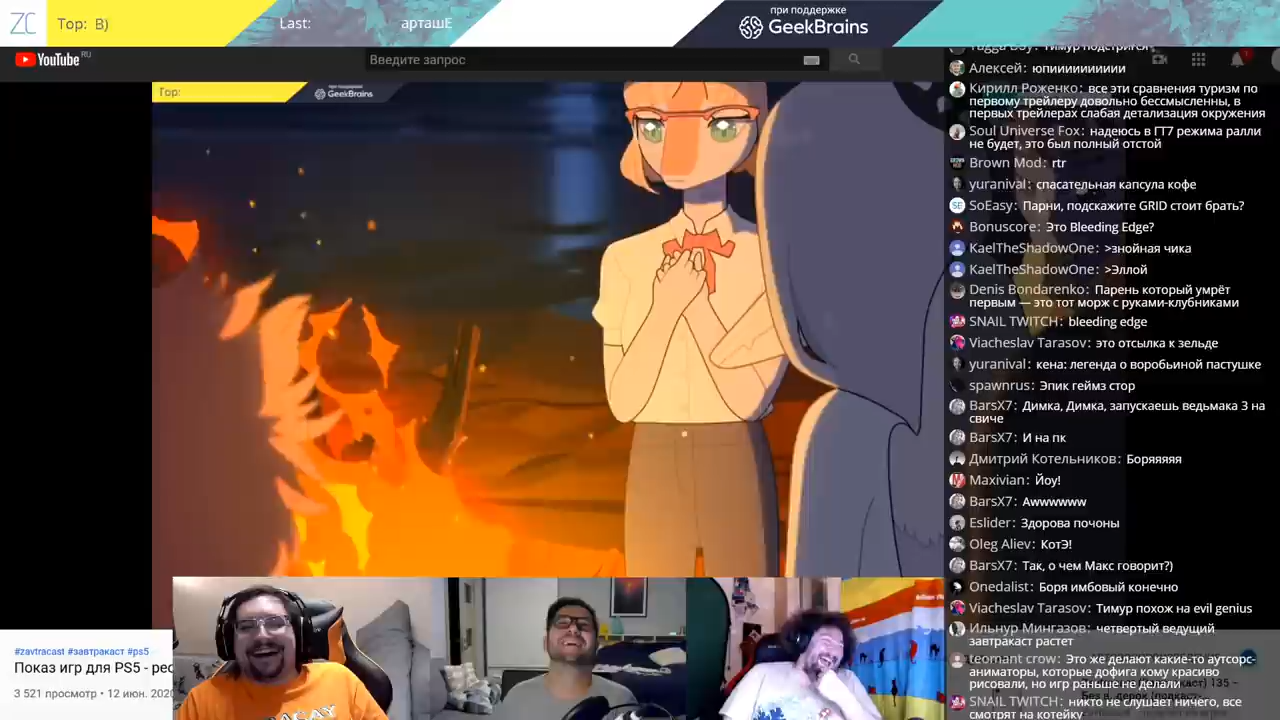 ZC
Top: B)
Last:
арташЕ
при поддержке
GeekBrains
YouTube RU
Введите запрос
Top:
при поддержке
GeekBrains
Тимур подстригся
Алексей: юпииииииииии
Кирилл Роженко: все эти сравнения туризм по
первому трейлеру довольно бессмысленны, в
первых трейлерах слабая детализация окружения
Soul Universe Fox: надеюсь в ГТ7 режима ралли
не будет, это был полный отстой
Brown Mod: rtr
yuranival: спасательная капсула кофе
SoEasy: Парни, подскажите GRID стоит брать?
Bonuscore: Это Bleeding Edge?
KaelTheShadowOne: >знойная чика
KaelTheShadowOne: >Эллой
Denis Bondarenko: Парень который умрёт
первым — это тот морж с руками-клубниками
SNAIL TWITCH: bleeding edge
Viacheslav Tarasov: это отсылка к зельде
yuranival: кена: легенда о воробьиной пастушке
spawnrus: Эпик геймз стор
BarsX7: Димка, Димка, запускаешь ведьмака 3 на
свиче
BarsX7: И на пк
Дмитрий Котельников: Боряяяяя
Maxivian: Йоу!
BarsX7: Awwwwww
Eslider: Здорова почоны
Oleg Aliev: КотЭ!
BarsX7: Так, о чем Макс говорит?)
Onedalist: Боря имбовый конечно
Viacheslav Tarasov: Тимур похож на evil genius
Ильнур Мингазов: четвертый ведущий
завтракаст растет
teomant crow: Это же делают какие-то аутсорс-
аниматоры, которые дофига кому красиво
рисовали, но игр раньше не делали
SNAIL TWITCH: никто не слушает ничего, все
смотрят на котейку
#zavtracast #завтракаст #ps5
Показ игр для PS5 - рес
3 521 просмотр • 12 июн. 2020